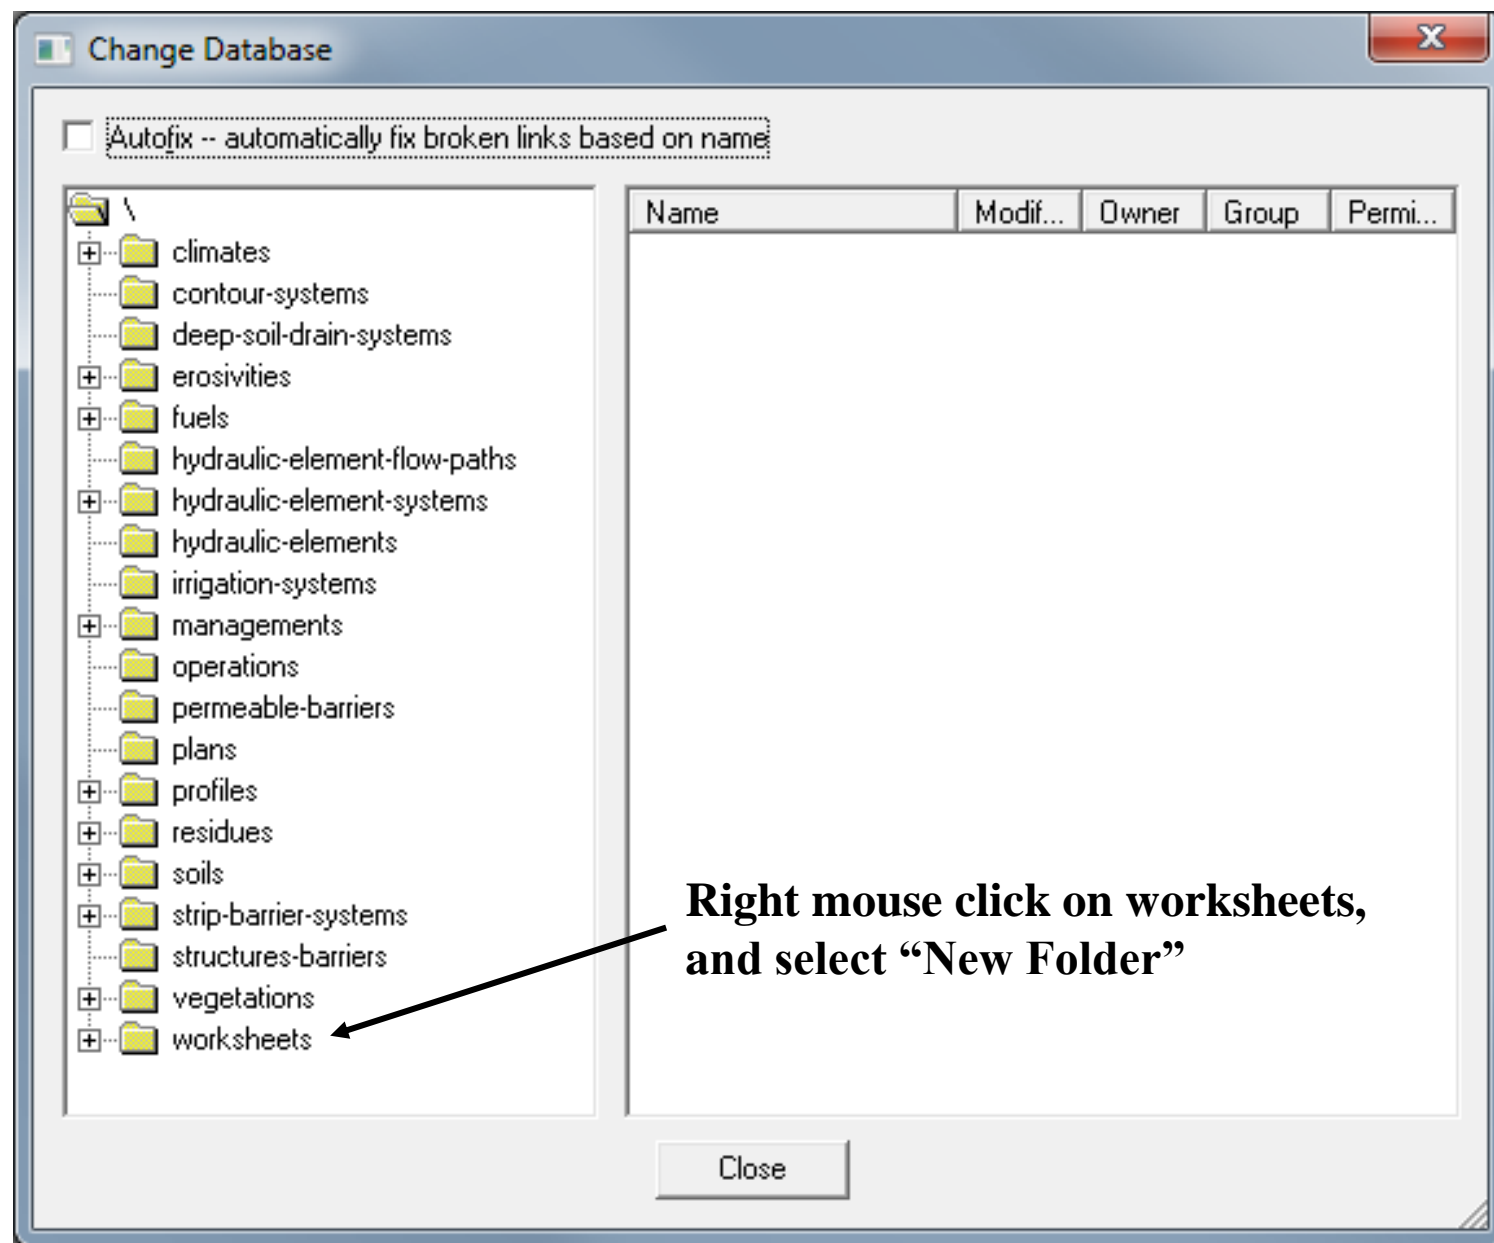 Change Database
Autofix -- automatically fix broken links based on name
\
climates
contour-systems
deep-soil-drain-systems
erosivities
fuels
hydraulic-element-flow-paths
hydraulic-element-systems
hydraulic-elements
irrigation-systems
managements
operations
permeable-barriers
plans
profiles
residues
soils
strip-barrier-systems
structures-barriers
vegetations
worksheets
Name Modif... Owner Group Permi...
Right mouse click on worksheets,
and select “New Folder”
Close